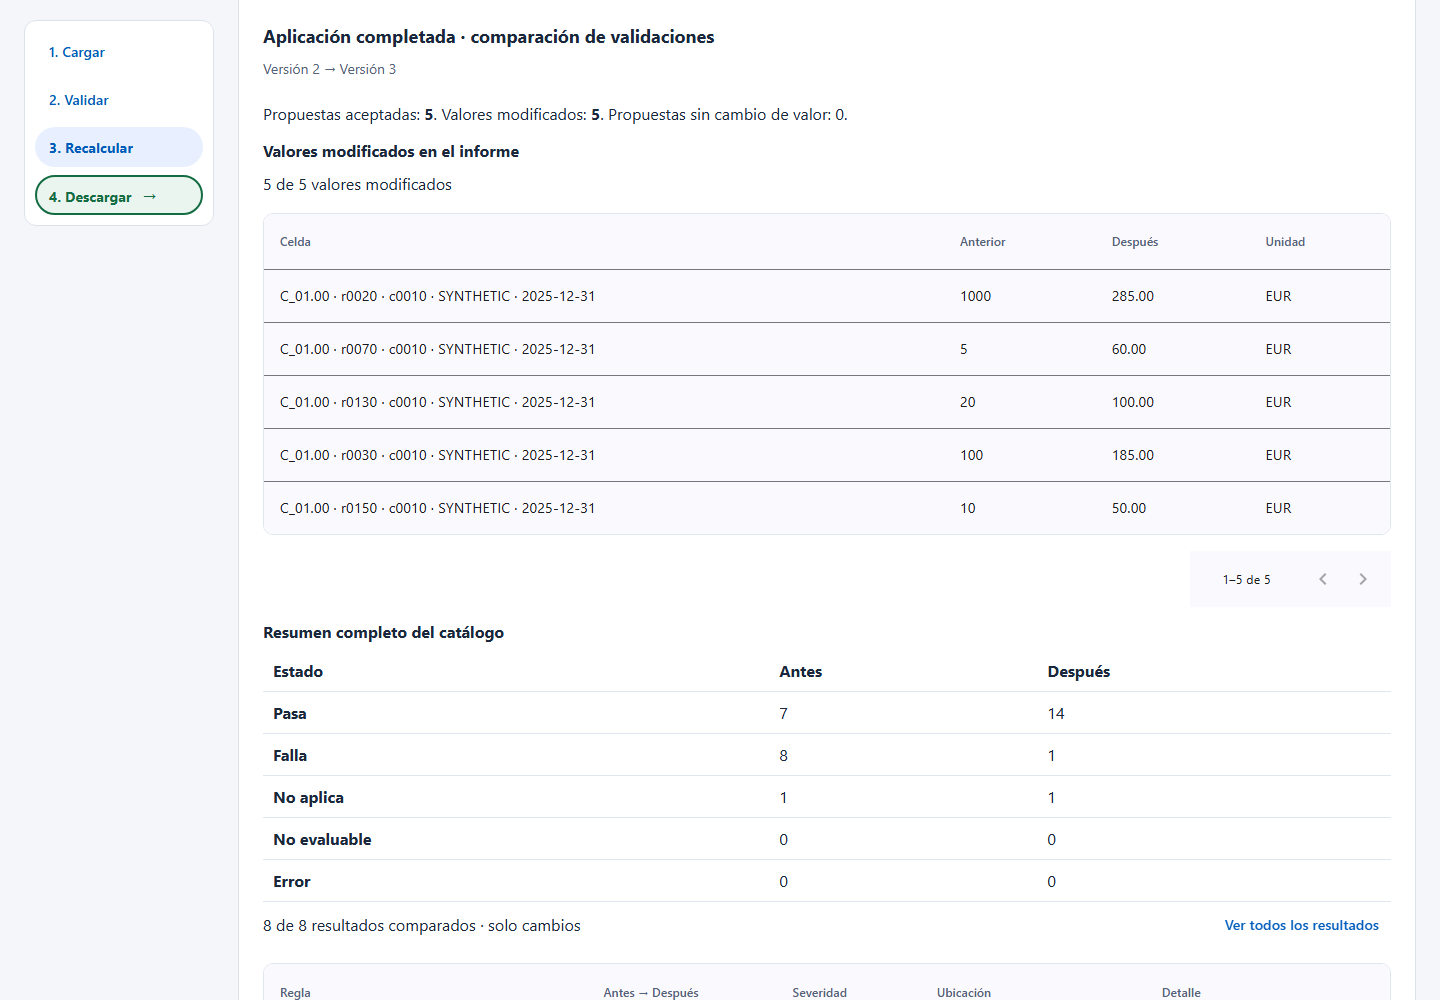 1. Cargar
2. Validar
3. Recalcular
4. Descargar →
Aplicación completada · comparación de validaciones
Versión 2 → Versión 3
Propuestas aceptadas: 5. Valores modificados: 5. Propuestas sin cambio de valor: 0.
Valores modificados en el informe
5 de 5 valores modificados
Celda Anterior Después Unidad
C_01.00 · r0020 · c0010 · SYNTHETIC · 2025-12-31 1000 285.00 EUR
C_01.00 · r0070 · c0010 · SYNTHETIC · 2025-12-31 5 60.00 EUR
C_01.00 · r0130 · c0010 · SYNTHETIC · 2025-12-31 20 100.00 EUR
C_01.00 · r0030 · c0010 · SYNTHETIC · 2025-12-31 100 185.00 EUR
C_01.00 · r0150 · c0010 · SYNTHETIC · 2025-12-31 10 50.00 EUR
1–5 de 5
Resumen completo del catálogo
Estado Antes Después
Pasa 7 14
Falla 8 1
No aplica 1 1
No evaluable 0 0
Error 0 0
8 de 8 resultados comparados · solo cambios
Ver todos los resultados
Regla Antes → Después Severidad Ubicación Detalle